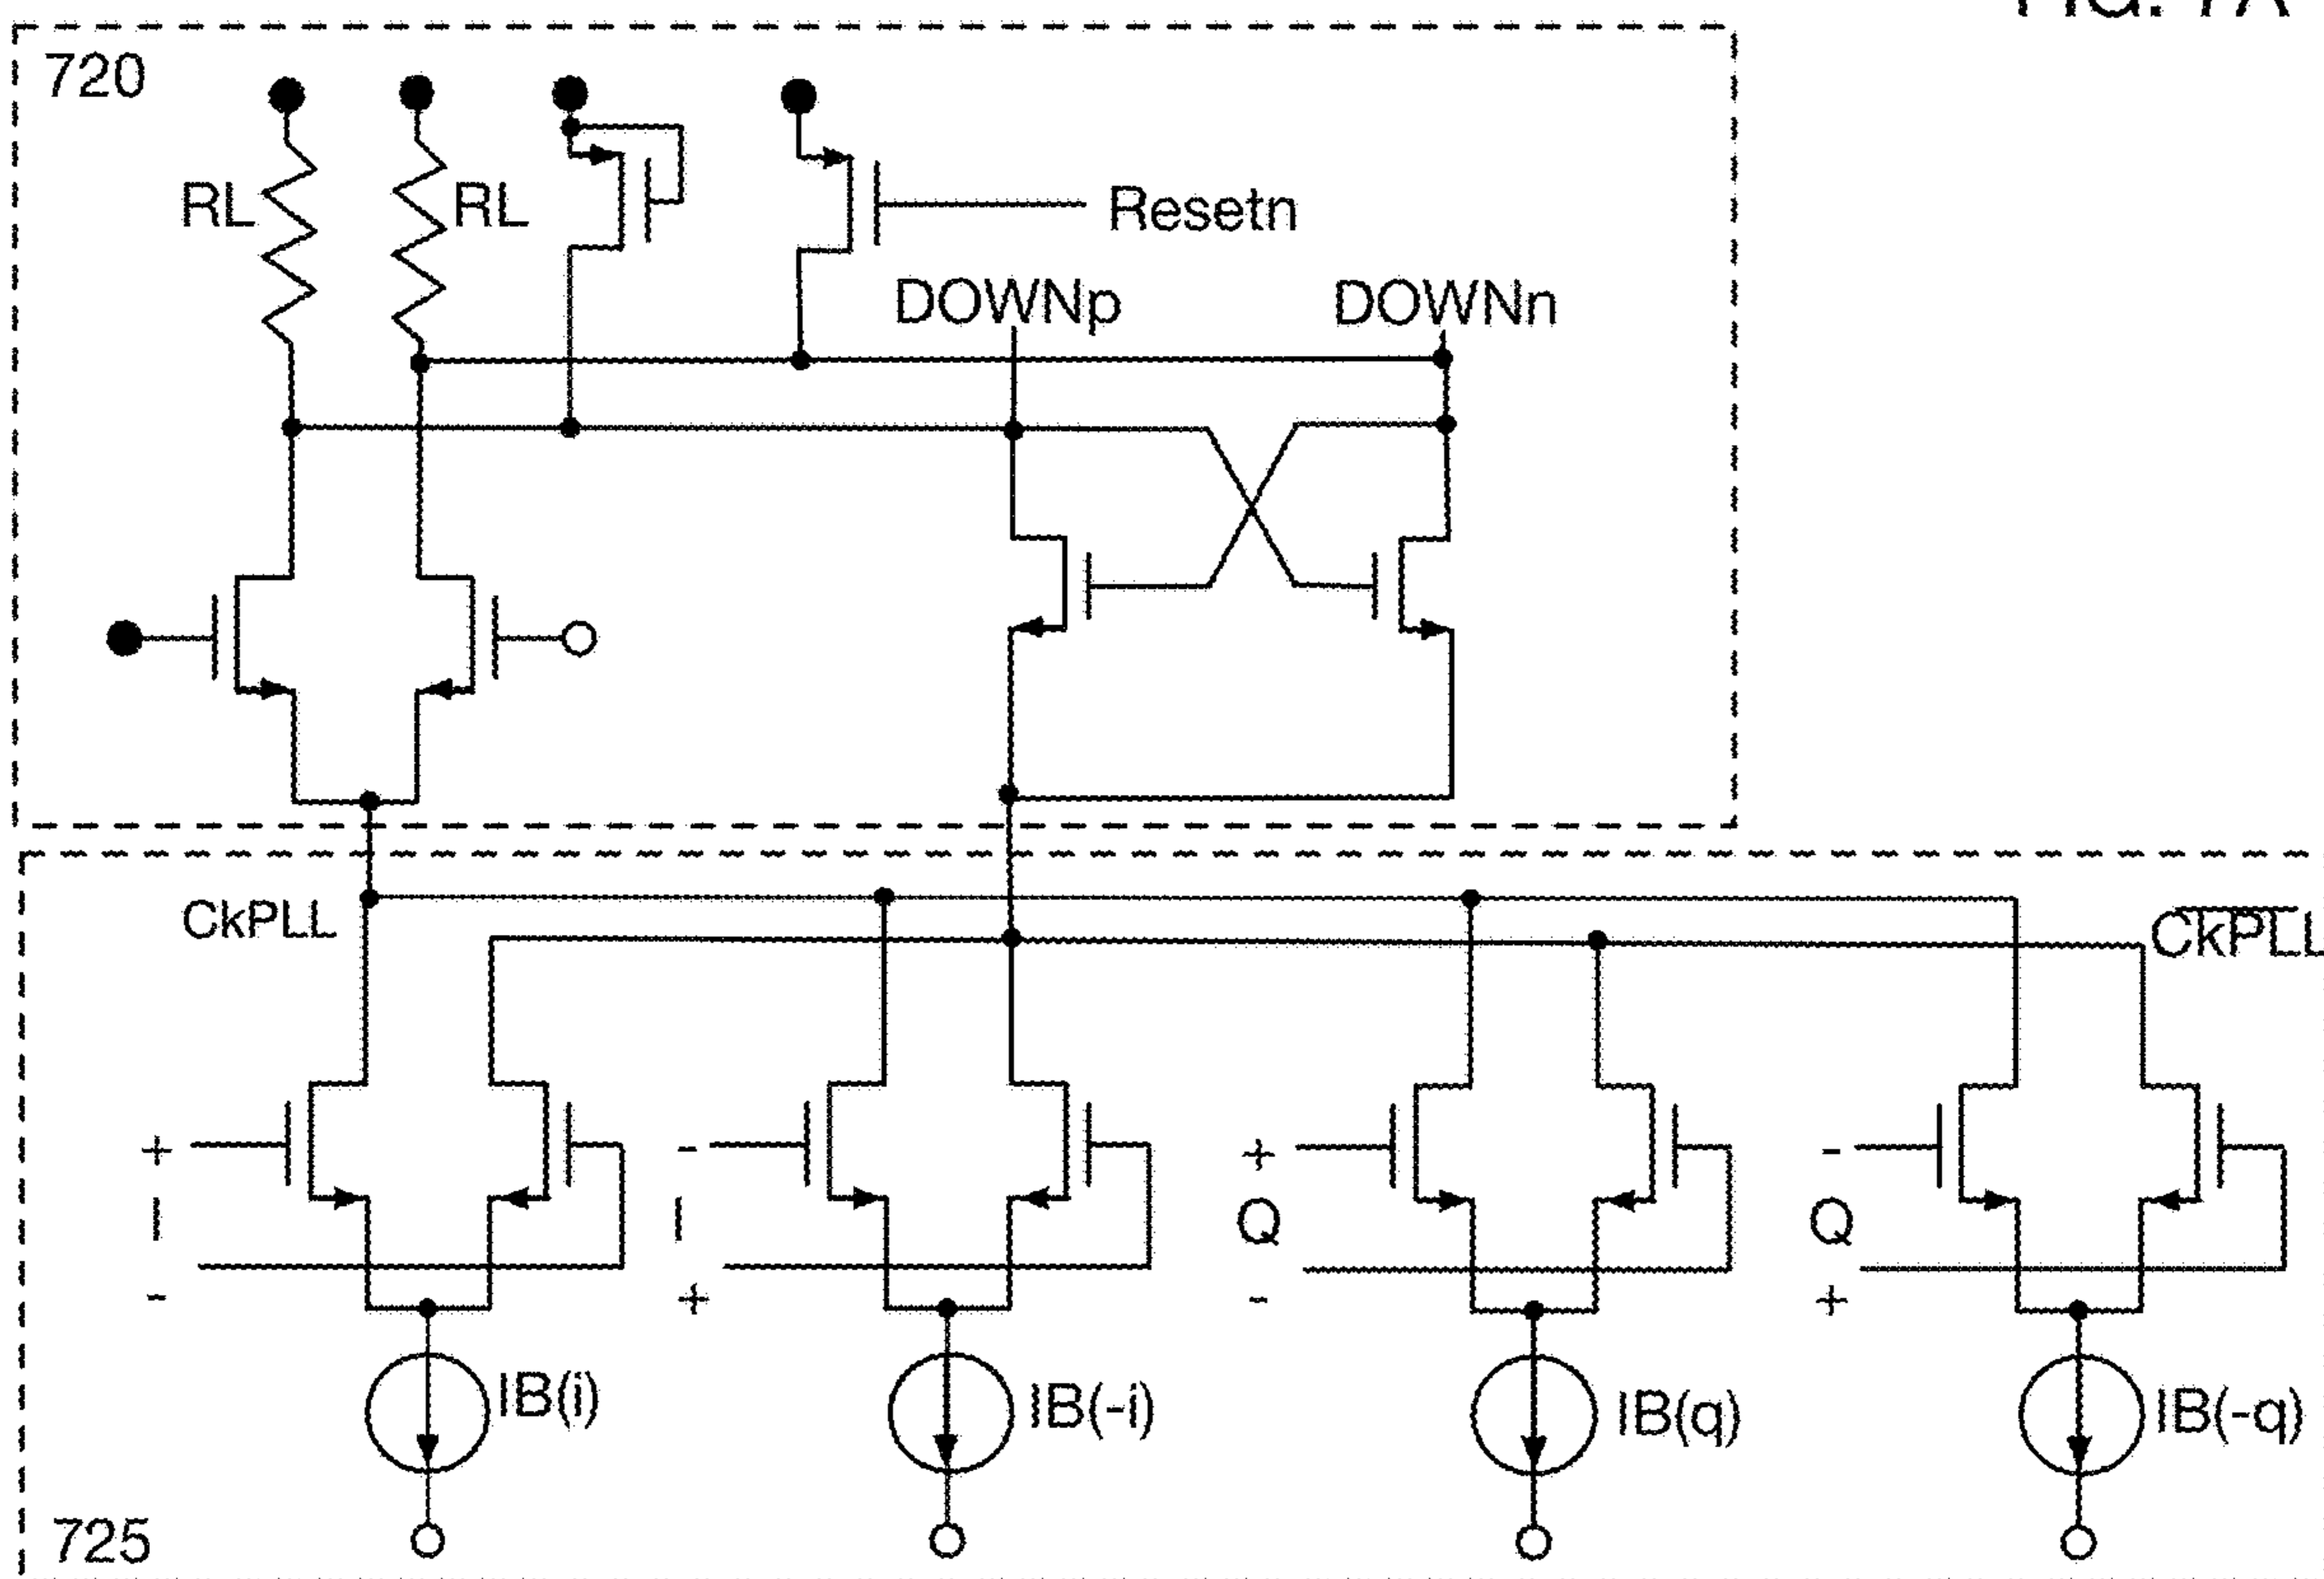 720
RL
RL
Resetn
DOWNp
DOWNn
CkPLL
CkPLL
+
I
-
-
I
+
+
Q
-
-
Q
+
IB(i)
IB(-i)
IB(q)
IB(-q)
725